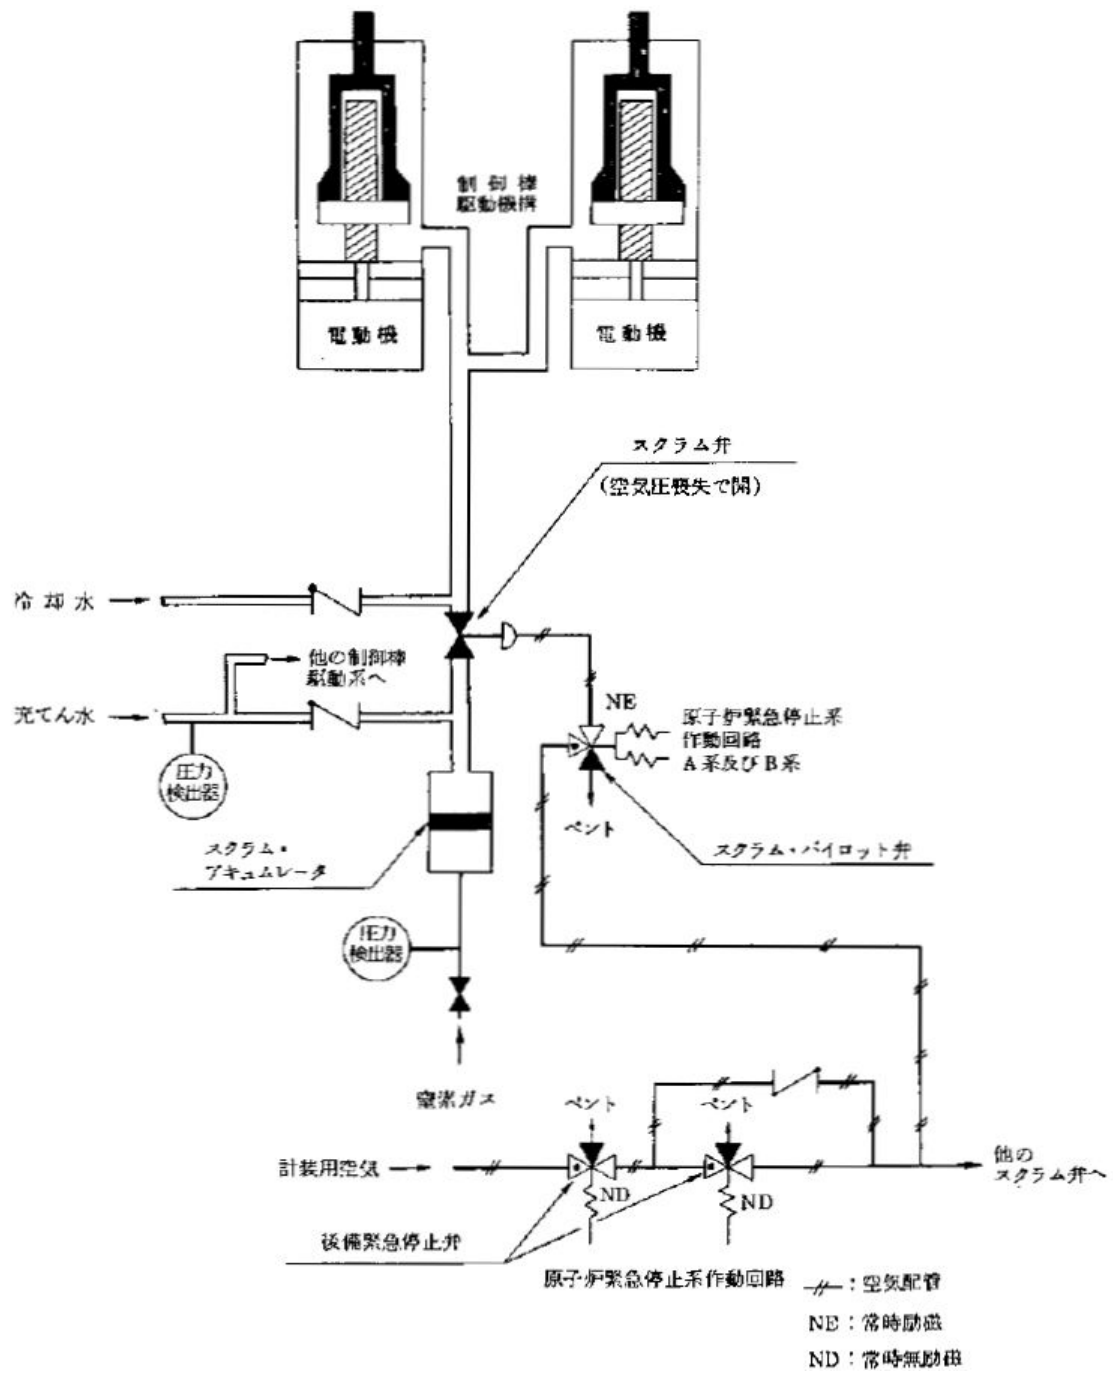 制御棒
駆動機構
電動機
電動機
スクラム弁
(空気圧喪失で開)
冷却水
他の制御棒
駆動系へ
充てん水
圧力
検出器
NE
原子炉緊急停止系
作動回路
A系及びB系
ベント
スクラム・パイロット弁
スクラム・
アキュムレータ
圧力
検出器
窒素ガス
ベント
ベント
計装用空気
他の
スクラム弁へ
ND
ND
後備緊急停止弁
原子炉緊急停止系作動回路
:空気配管
NE:常時励磁
ND:常時無励磁